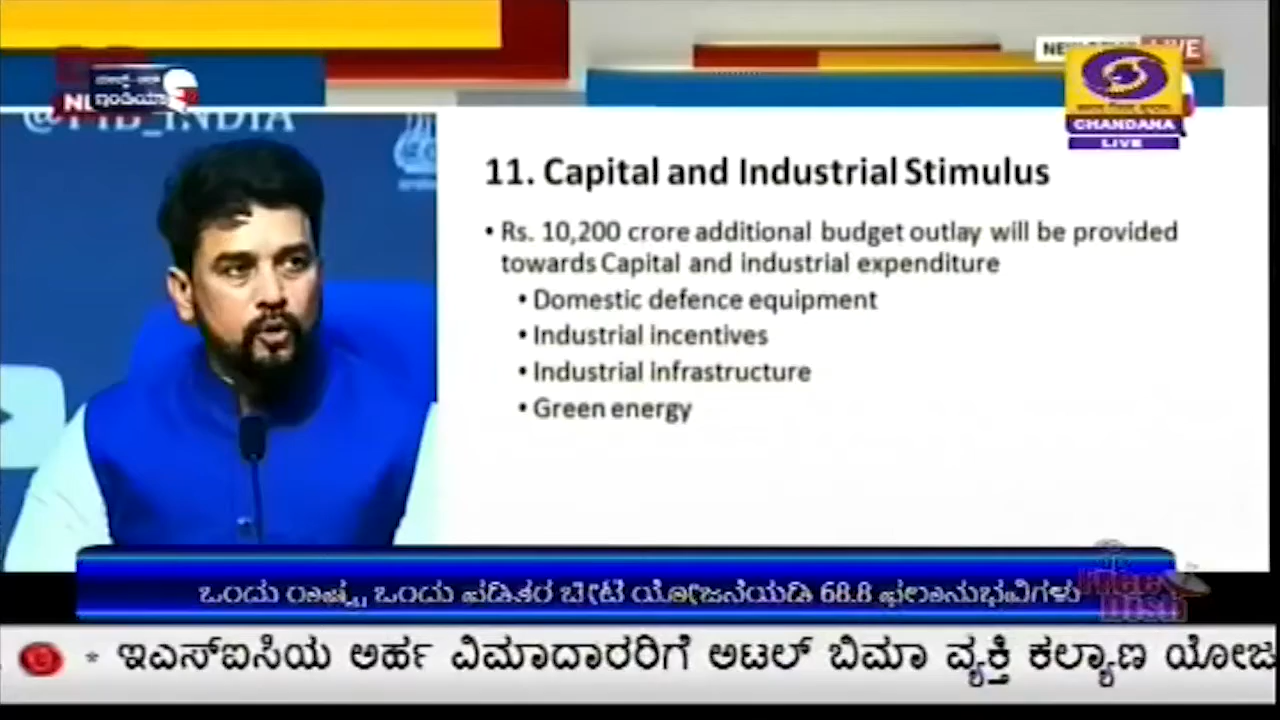 NEW DELHI LIVE
@PIB_INDIA
CHANDANA
LIVE
11. Capital and Industrial Stimulus
• Rs. 10,200 crore additional budget outlay will be provided
towards Capital and industrial expenditure
• Domestic defence equipment
• Industrial incentives
• Industrial infrastructure
• Green energy
ಒಂದು ರಾಷ್ಟ್ರ ಒಂದು ಪಡಿತರ ಚೀಟಿ ಯೋಜನೆಯಡಿ 68.8 ಫಲಾನುಭವಿಗಳು
* ಇಎಸ್ಐಸಿಯ ಅರ್ಹ ವಿಮಾದಾರರಿಗೆ ಅಟಲ್ ಬಿಮಾ ವ್ಯಕ್ತಿ ಕಲ್ಯಾಣ ಯೋಜ